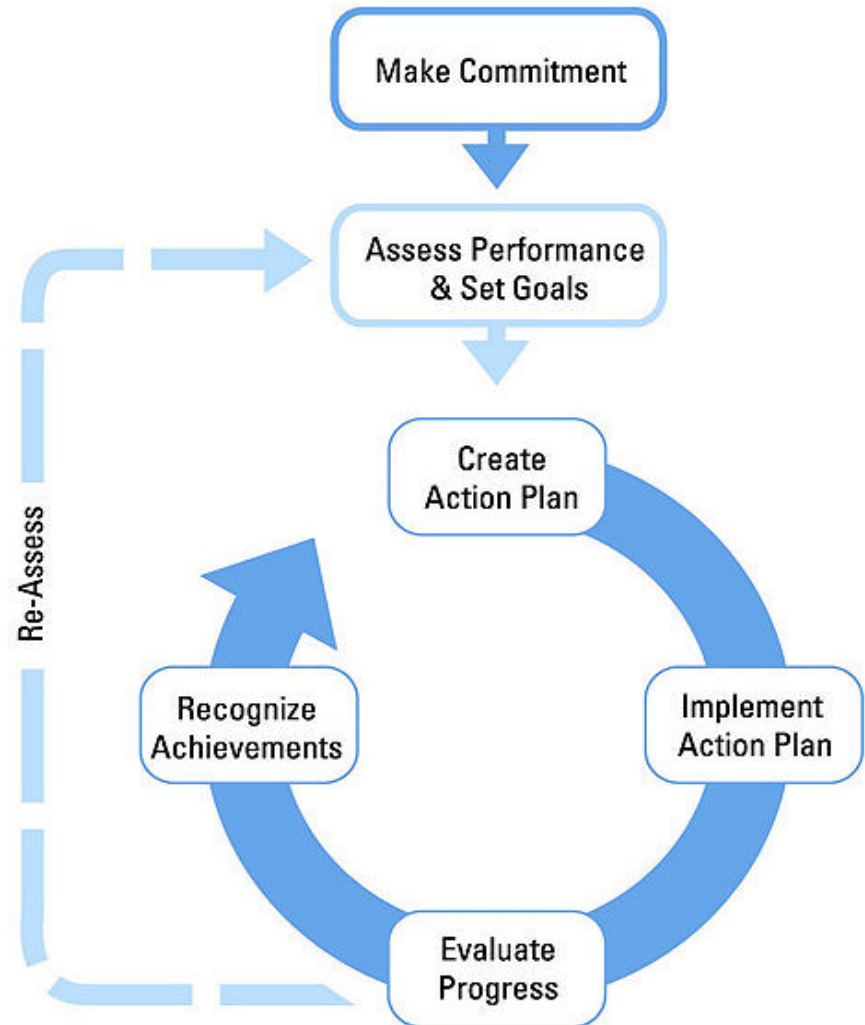 Make Commitment
Assess Performance
& Set Goals
Create
Action Plan
Re-Assess
Implement
Action Plan
Recognize
Achievements
Evaluate
Progress